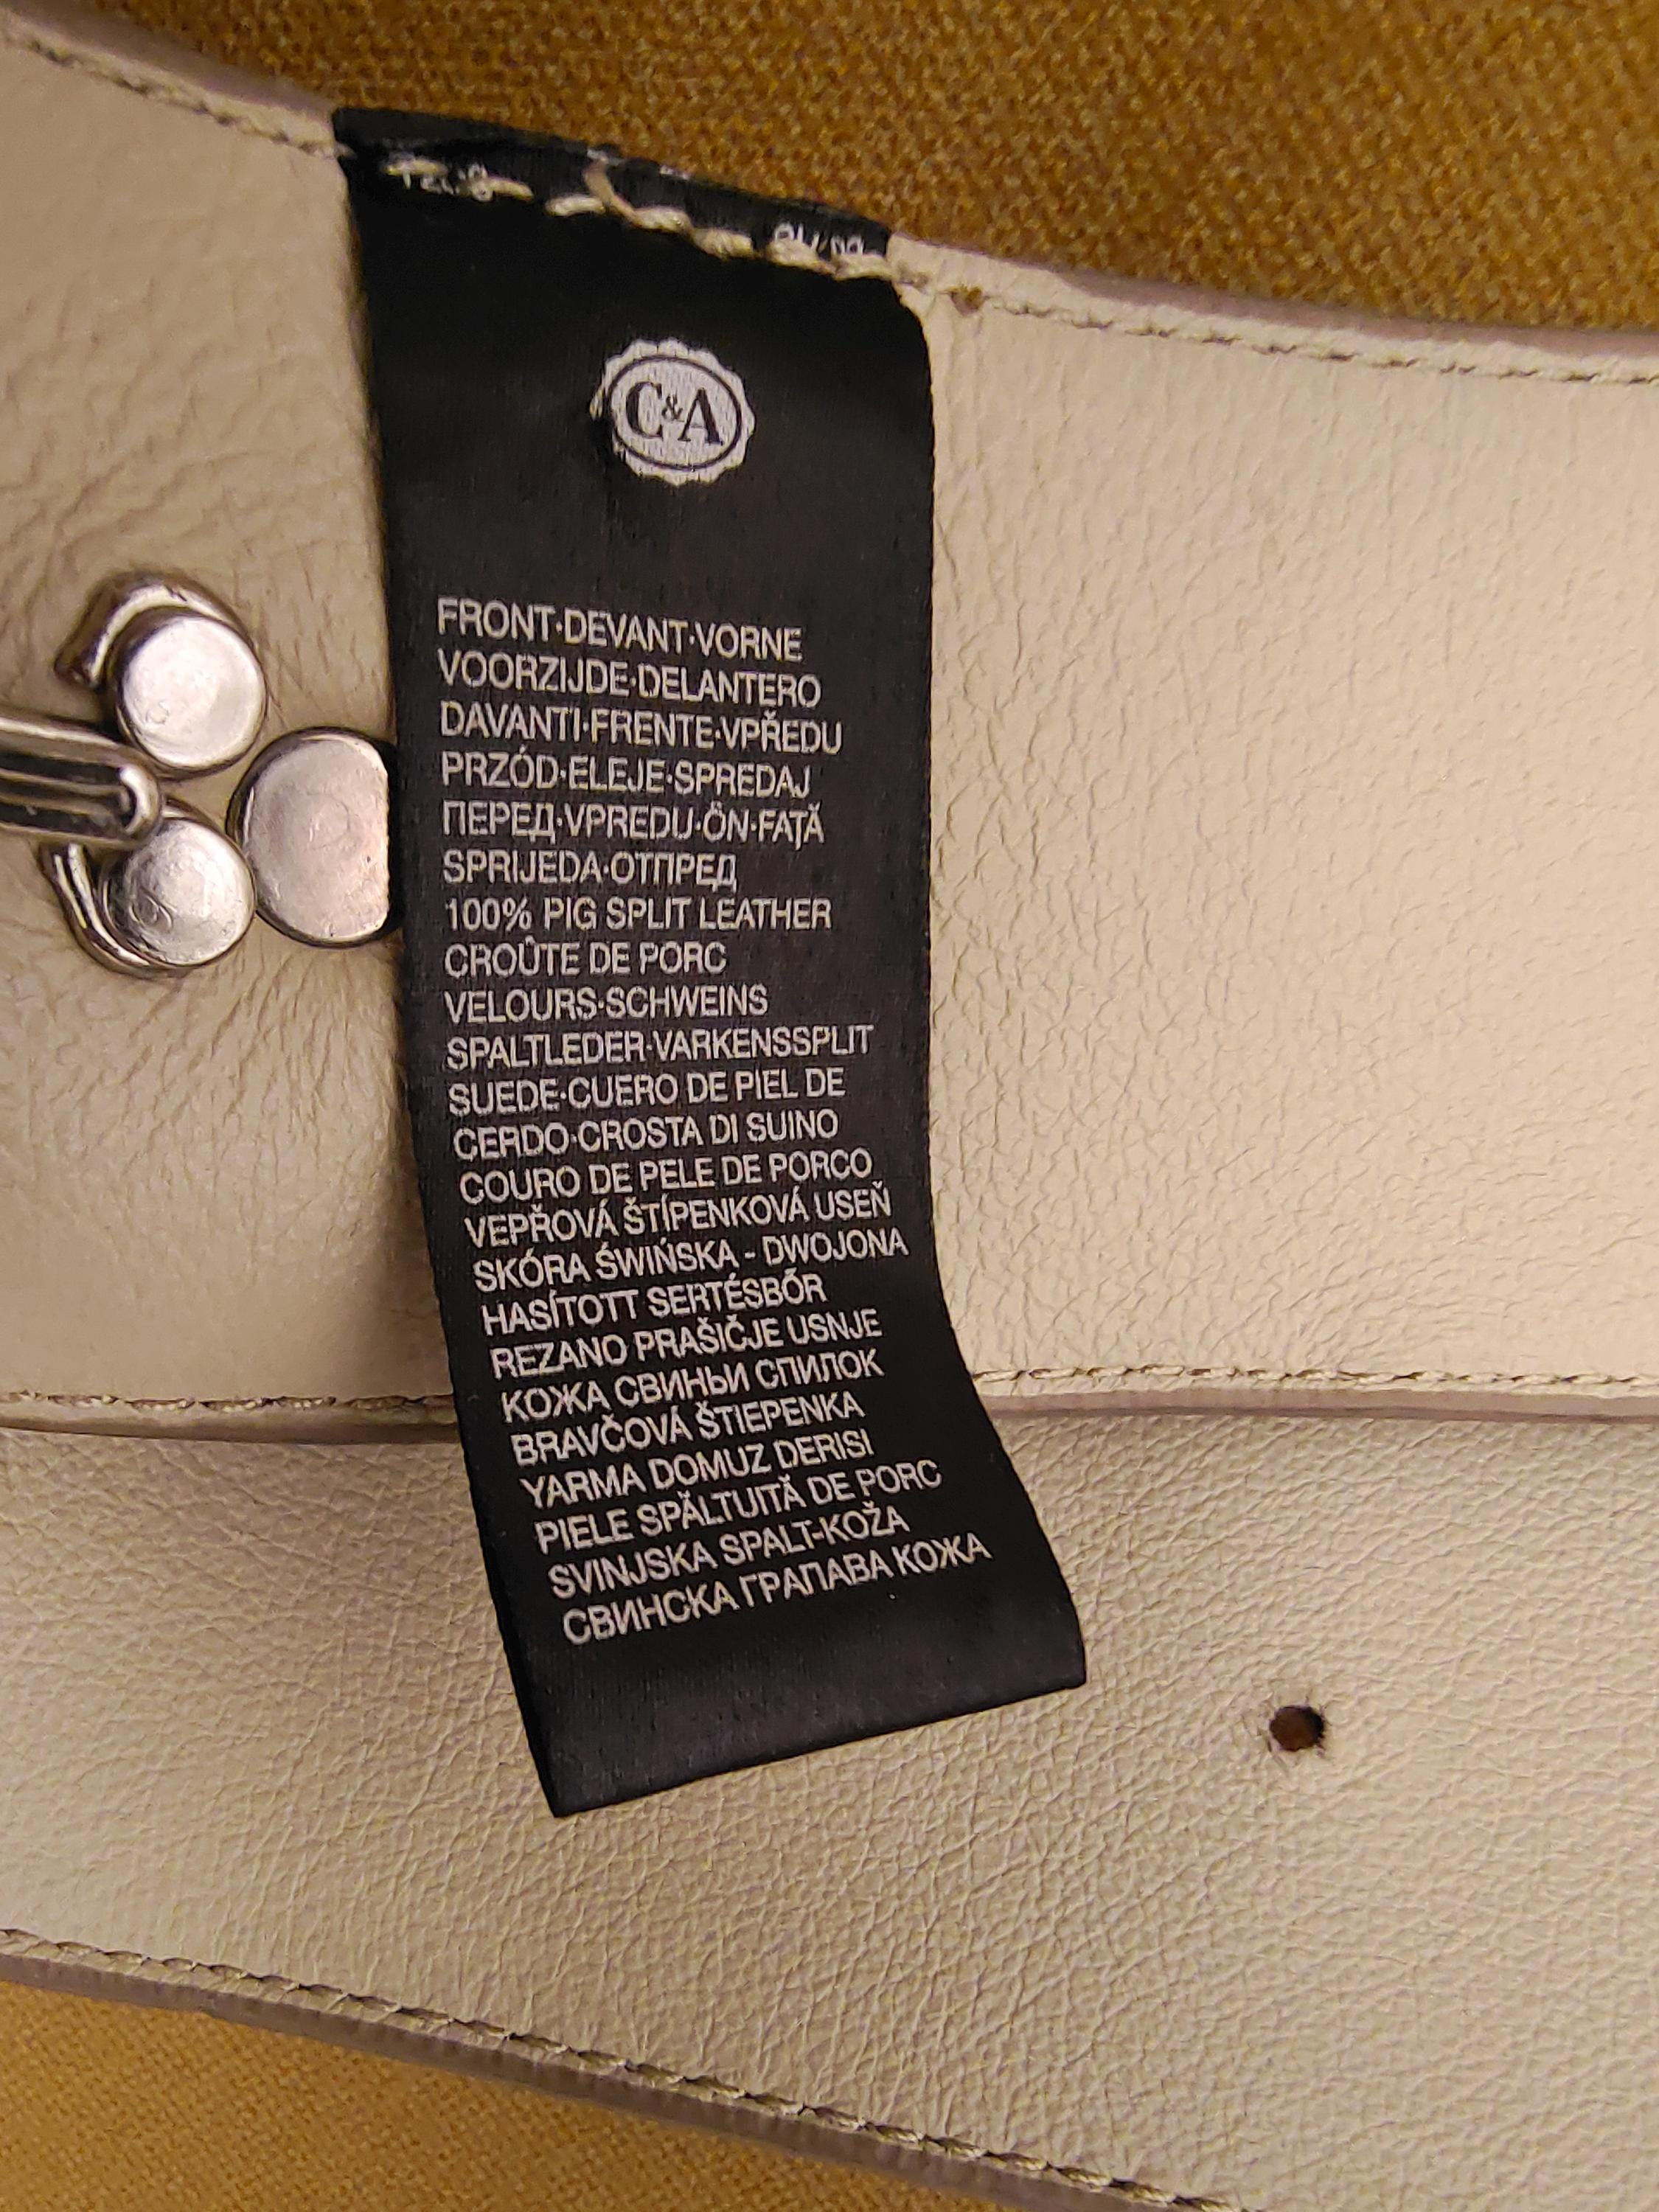 C&A
FRONT·DEVANT·VORNE
VOORZIJDE·DELANTERO
DAVANTI·FRENTE·VPŘEDU
PRZÓD·ELEJE·SPREDAJ
ПЕРЕД·VPREDU·ÖN·FAȚĂ
SPRIJEDA·ОТПРЕД
100% PIG SPLIT LEATHER
CROÛTE DE PORC
VELOURS·SCHWEINS
SPALTLEDER·VARKENSSPLIT
SUEDE·CUERO DE PIEL DE
CERDO·CROSTA DI SUINO
COURO DE PELE DE PORCO
VEPŘOVÁ ŠTÍPENKOVÁ USEŇ
SKÓRA ŚWIŃSKA - DWOJONA
HASÍTOTT SERTÉSBŐR
REZANO PRAŠIČJE USNJE
КОЖА СВИНЬИ СПИЛОК
BRAVČOVÁ ŠTIEPENKA
YARMA DOMUZ DERISI
PIELE ȘPĂLTUITĂ DE PORC
SVINJSKA SPALT-KOŽA
СВИНСКА ГРАПАВА КОЖА